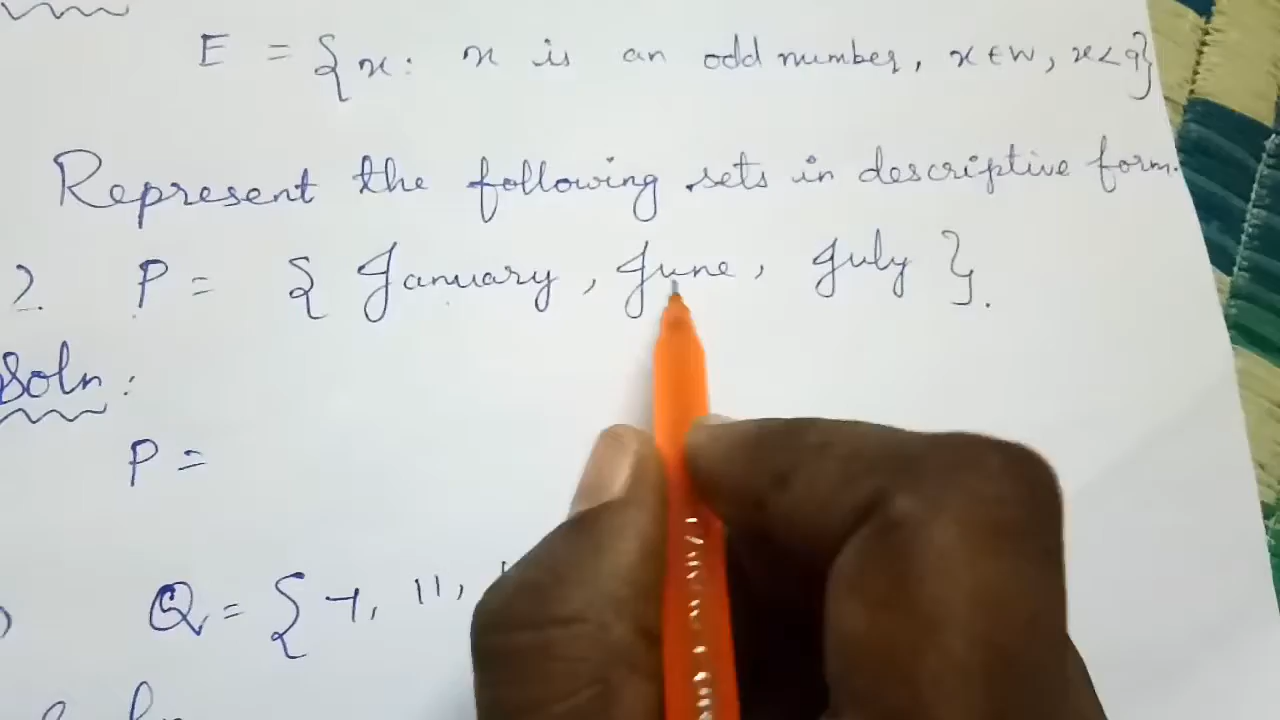 E = {x: x is an odd number, x ∈ W, x < 9}
Represent the following sets in descriptive form.
2. P = { January, June, July }.
Soln:
P =
Q = { 7, 11,